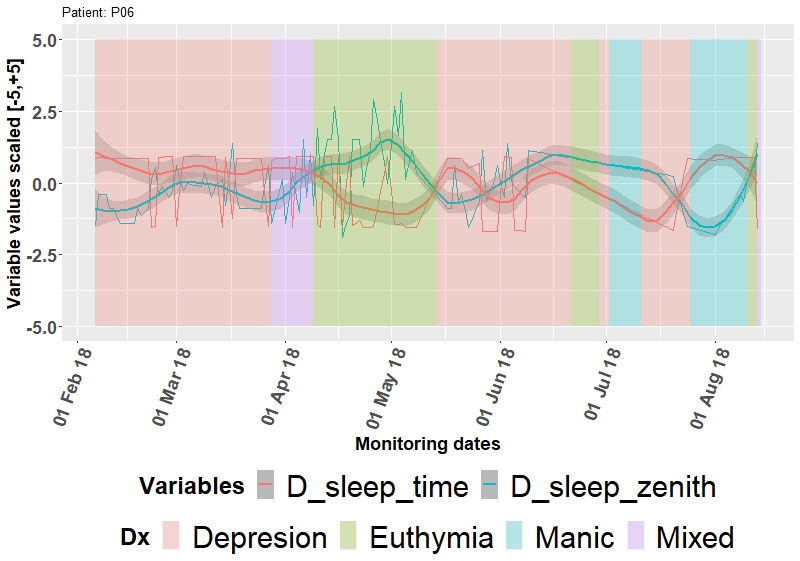 Patient: P06
Variable values scaled [-5,+5]
5.0
2.5
0.0
-2.5
-5.0
01 Feb 18
01 Mar 18
01 Apr 18
01 May 18
01 Jun 18
01 Jul 18
01 Aug 18
Monitoring dates
Variables D_sleep_time D_sleep_zenith
Dx Depresion Euthymia Manic Mixed